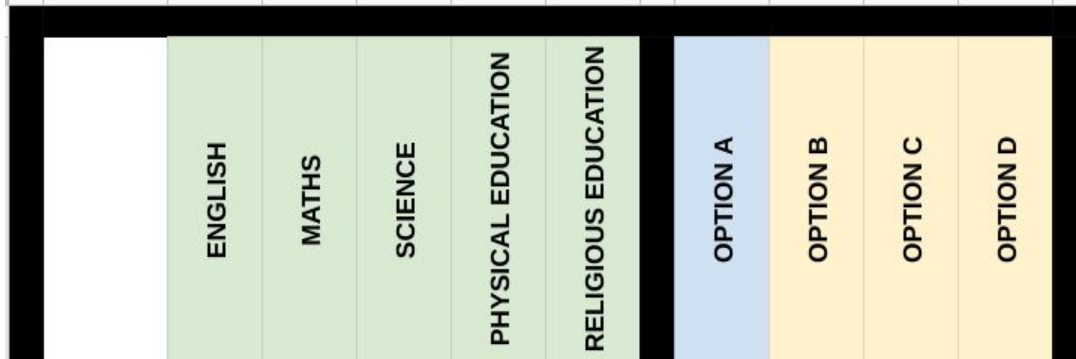 ENGLISH
MATHS
SCIENCE
PHYSICAL EDUCATION
RELIGIOUS EDUCATION
OPTION A
OPTION B
OPTION C
OPTION D